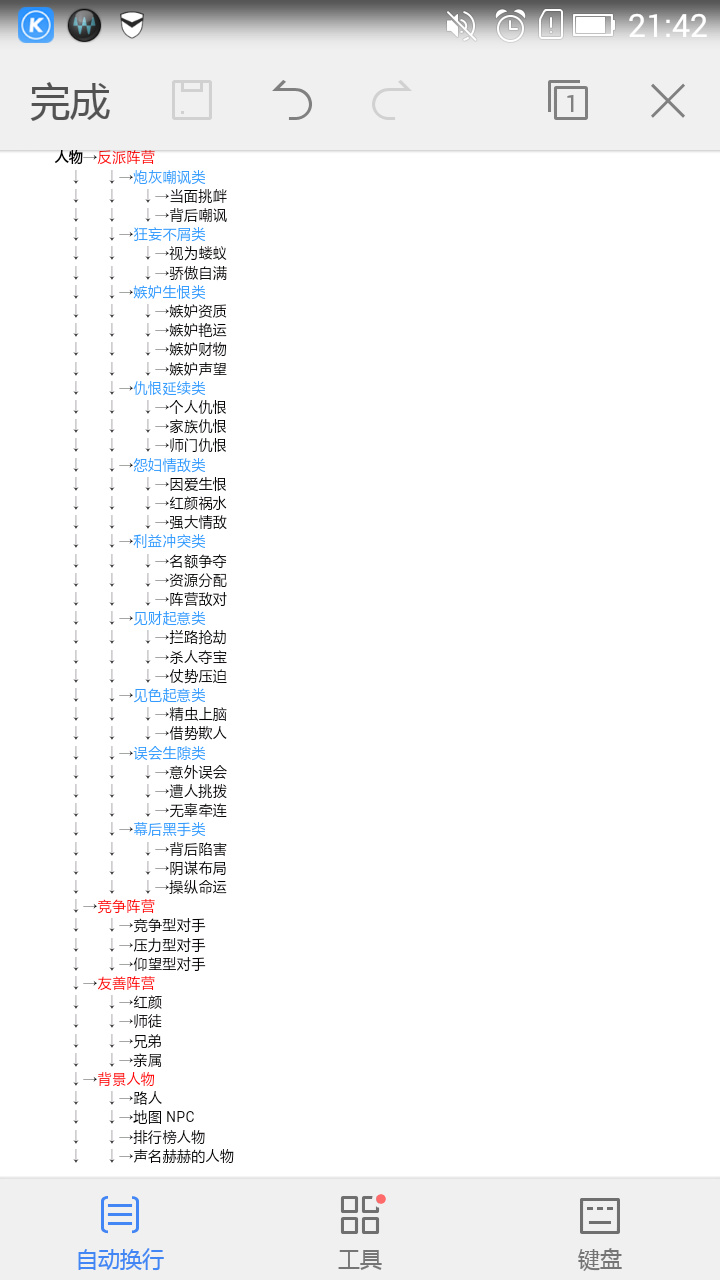 21:42
完成
1
人物→反派阵营
↓ ↓→炮灰嘲讽类
↓ ↓ ↓→当面挑衅
↓ ↓ ↓→背后嘲讽
↓ ↓→狂妄不屑类
↓ ↓ ↓→视为蝼蚁
↓ ↓ ↓→骄傲自满
↓ ↓→嫉妒生恨类
↓ ↓ ↓→嫉妒资质
↓ ↓ ↓→嫉妒艳运
↓ ↓ ↓→嫉妒财物
↓ ↓ ↓→嫉妒声望
↓ ↓→仇恨延续类
↓ ↓ ↓→个人仇恨
↓ ↓ ↓→家族仇恨
↓ ↓ ↓→师门仇恨
↓ ↓→怨妇情敌类
↓ ↓ ↓→因爱生恨
↓ ↓ ↓→红颜祸水
↓ ↓ ↓→强大情敌
↓ ↓→利益冲突类
↓ ↓ ↓→名额争夺
↓ ↓ ↓→资源分配
↓ ↓ ↓→阵营敌对
↓ ↓→见财起意类
↓ ↓ ↓→拦路抢劫
↓ ↓ ↓→杀人夺宝
↓ ↓ ↓→仗势压迫
↓ ↓→见色起意类
↓ ↓ ↓→精虫上脑
↓ ↓ ↓→借势欺人
↓ ↓→误会生隙类
↓ ↓ ↓→意外误会
↓ ↓ ↓→遭人挑拨
↓ ↓ ↓→无辜牵连
↓ ↓→幕后黑手类
↓ ↓ ↓→背后陷害
↓ ↓ ↓→阴谋布局
↓ ↓ ↓→操纵命运
↓→竞争阵营
↓ ↓→竞争型对手
↓ ↓→压力型对手
↓ ↓→仰望型对手
↓→友善阵营
↓ ↓→红颜
↓ ↓→师徒
↓ ↓→兄弟
↓ ↓→亲属
↓→背景人物
↓ ↓→路人
↓ ↓→地图 NPC
↓ ↓→排行榜人物
↓ ↓→声名赫赫的人物
自动换行 工具 键盘